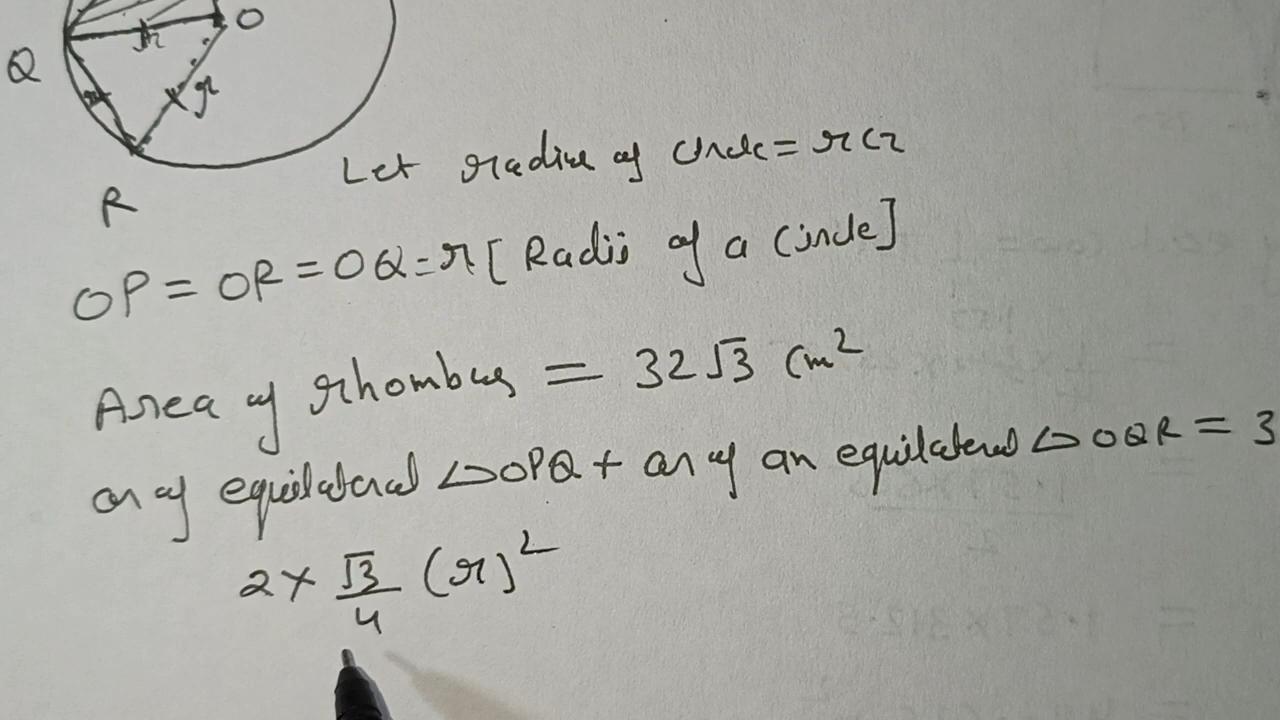 O
r
Q
r
R
Let radius of circle = r cm
OP = OR = OQ = r [Radii of a circle]
Area of rhombus = 32√3 cm²
ar of equilateral △OPQ + ar of an equilateral △OQR = 3
2 × √3/4 (r)²